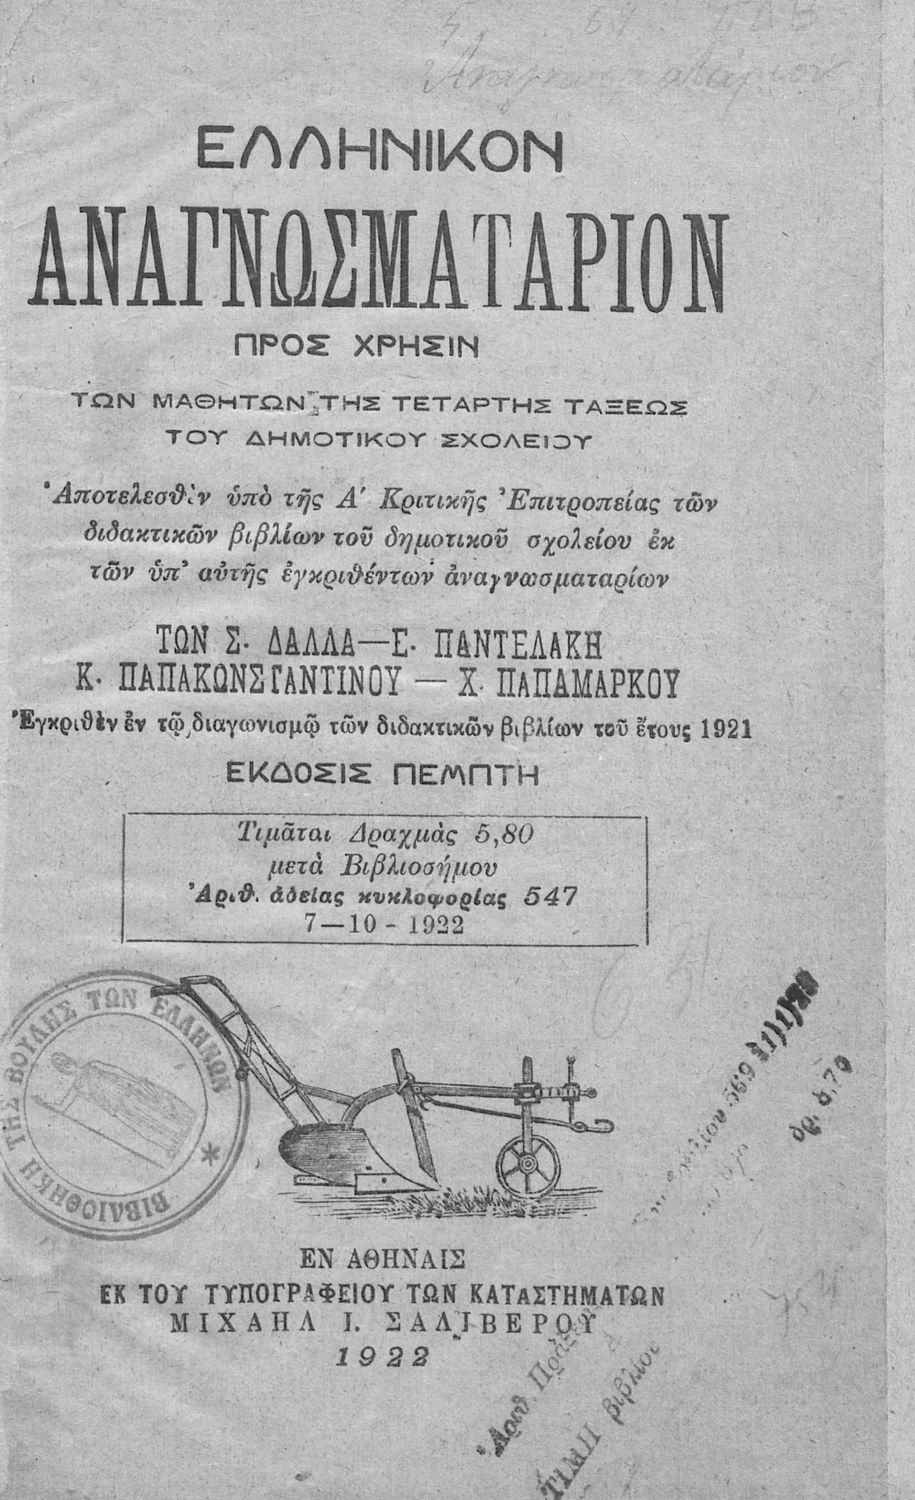 ΕΛΛΗΝΙΚΟΝ
ΑΝΑΓΝΩΣΜΑΤΑΡΙΟΝ
ΠΡΟΣ ΧΡΗΣΙΝ
ΤΩΝ ΜΑΘΗΤΩΝ ΤΗΣ ΤΕΤΑΡΤΗΣ ΤΑΞΕΩΣ
ΤΟΥ ΔΗΜΟΤΙΚΟΥ ΣΧΟΛΕΙΟΥ
Ἀποτελεσθὲν ὑπὸ τῆς Α΄ Κριτικῆς Ἐπιτροπείας τῶν
διδακτικῶν βιβλίων τοῦ δημοτικοῦ σχολείου ἐκ
τῶν ὑπ' αὐτῆς ἐγκριθέντων ἀναγνωσματαρίων
ΤΩΝ Σ. ΔΑΛΛΑ — Ε. ΠΑΝΤΕΛΑΚΗ
Κ. ΠΑΠΑΚΩΝΣΤΑΝΤΙΝΟΥ — Χ. ΠΑΠΑΜΑΡΚΟΥ
Ἐγκριθὲν ἐν τῷ διαγωνισμῷ τῶν διδακτικῶν βιβλίων τοῦ ἔτους 1921
ΕΚΔΟΣΙΣ ΠΕΜΠΤΗ
Τιμᾶται Δραχμὰς 5,80
μετὰ Βιβλιοσήμου
Ἀριθ. ἀδείας κυκλοφορίας 547
7—10 - 1922
ΒΙΒΛΙΟΘΗΚΗ ΤΗΣ ΒΟΥΛΗΣ ΤΩΝ ΕΛΛΗΝΩΝ
ΕΝ ΑΘΗΝΑΙΣ
ΕΚ ΤΟΥ ΤΥΠΟΓΡΑΦΕΙΟΥ ΤΩΝ ΚΑΤΑΣΤΗΜΑΤΩΝ
ΜΙΧΑΗΛ Ι. ΣΑΛΙΒΕΡΟΥ
1922
Ἀριθ. Πράξεως
ΤΙΜΗ βιβλίου